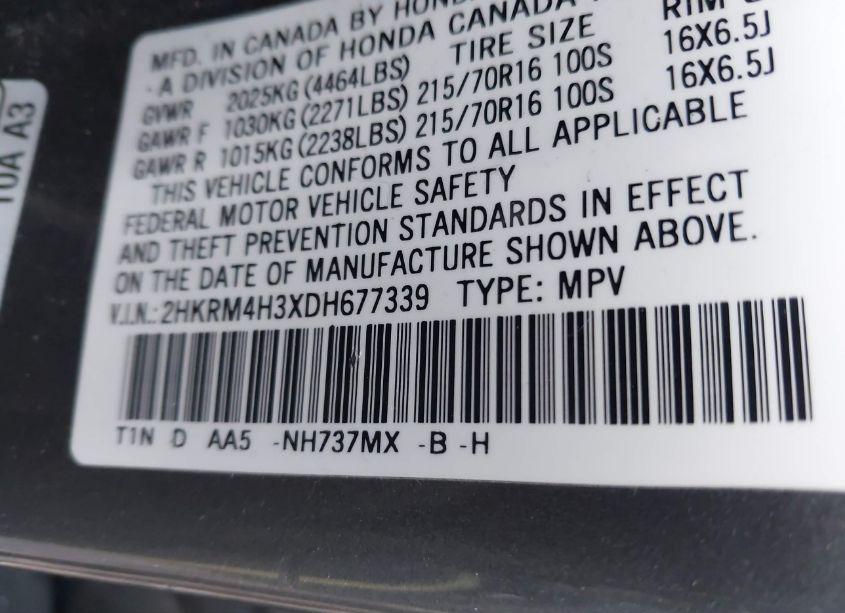 MFD. IN CANADA BY HONDA
A DIVISION OF HONDA CANADA
TIRE SIZE RIM
GVWR 2025KG (4464LBS)
GAWR F 1030KG (2271LBS) 215/70R16 100S 16X6.5J
GAWR R 1015KG (2238LBS) 215/70R16 100S 16X6.5J
THIS VEHICLE CONFORMS TO ALL APPLICABLE
FEDERAL MOTOR VEHICLE SAFETY
AND THEFT PREVENTION STANDARDS IN EFFECT
ON THE DATE OF MANUFACTURE SHOWN ABOVE.
V.I.N.: 2HKRM4H3XDH677339 TYPE: MPV
T1N D AA5 -NH737MX -B -H
A3